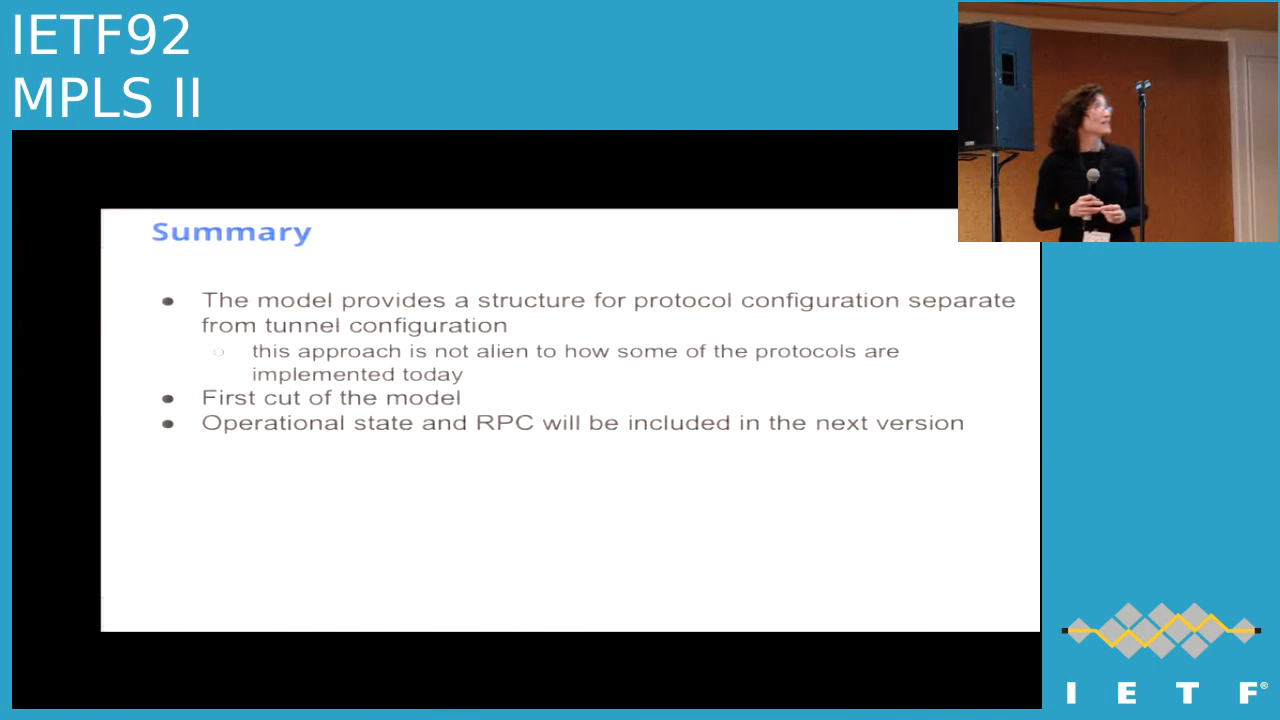 IETF92
MPLS II
Summary
● The model provides a structure for protocol configuration separate
from tunnel configuration
○ this approach is not alien to how some of the protocols are
implemented today
● First cut of the model
● Operational state and RPC will be included in the next version
I E T F®